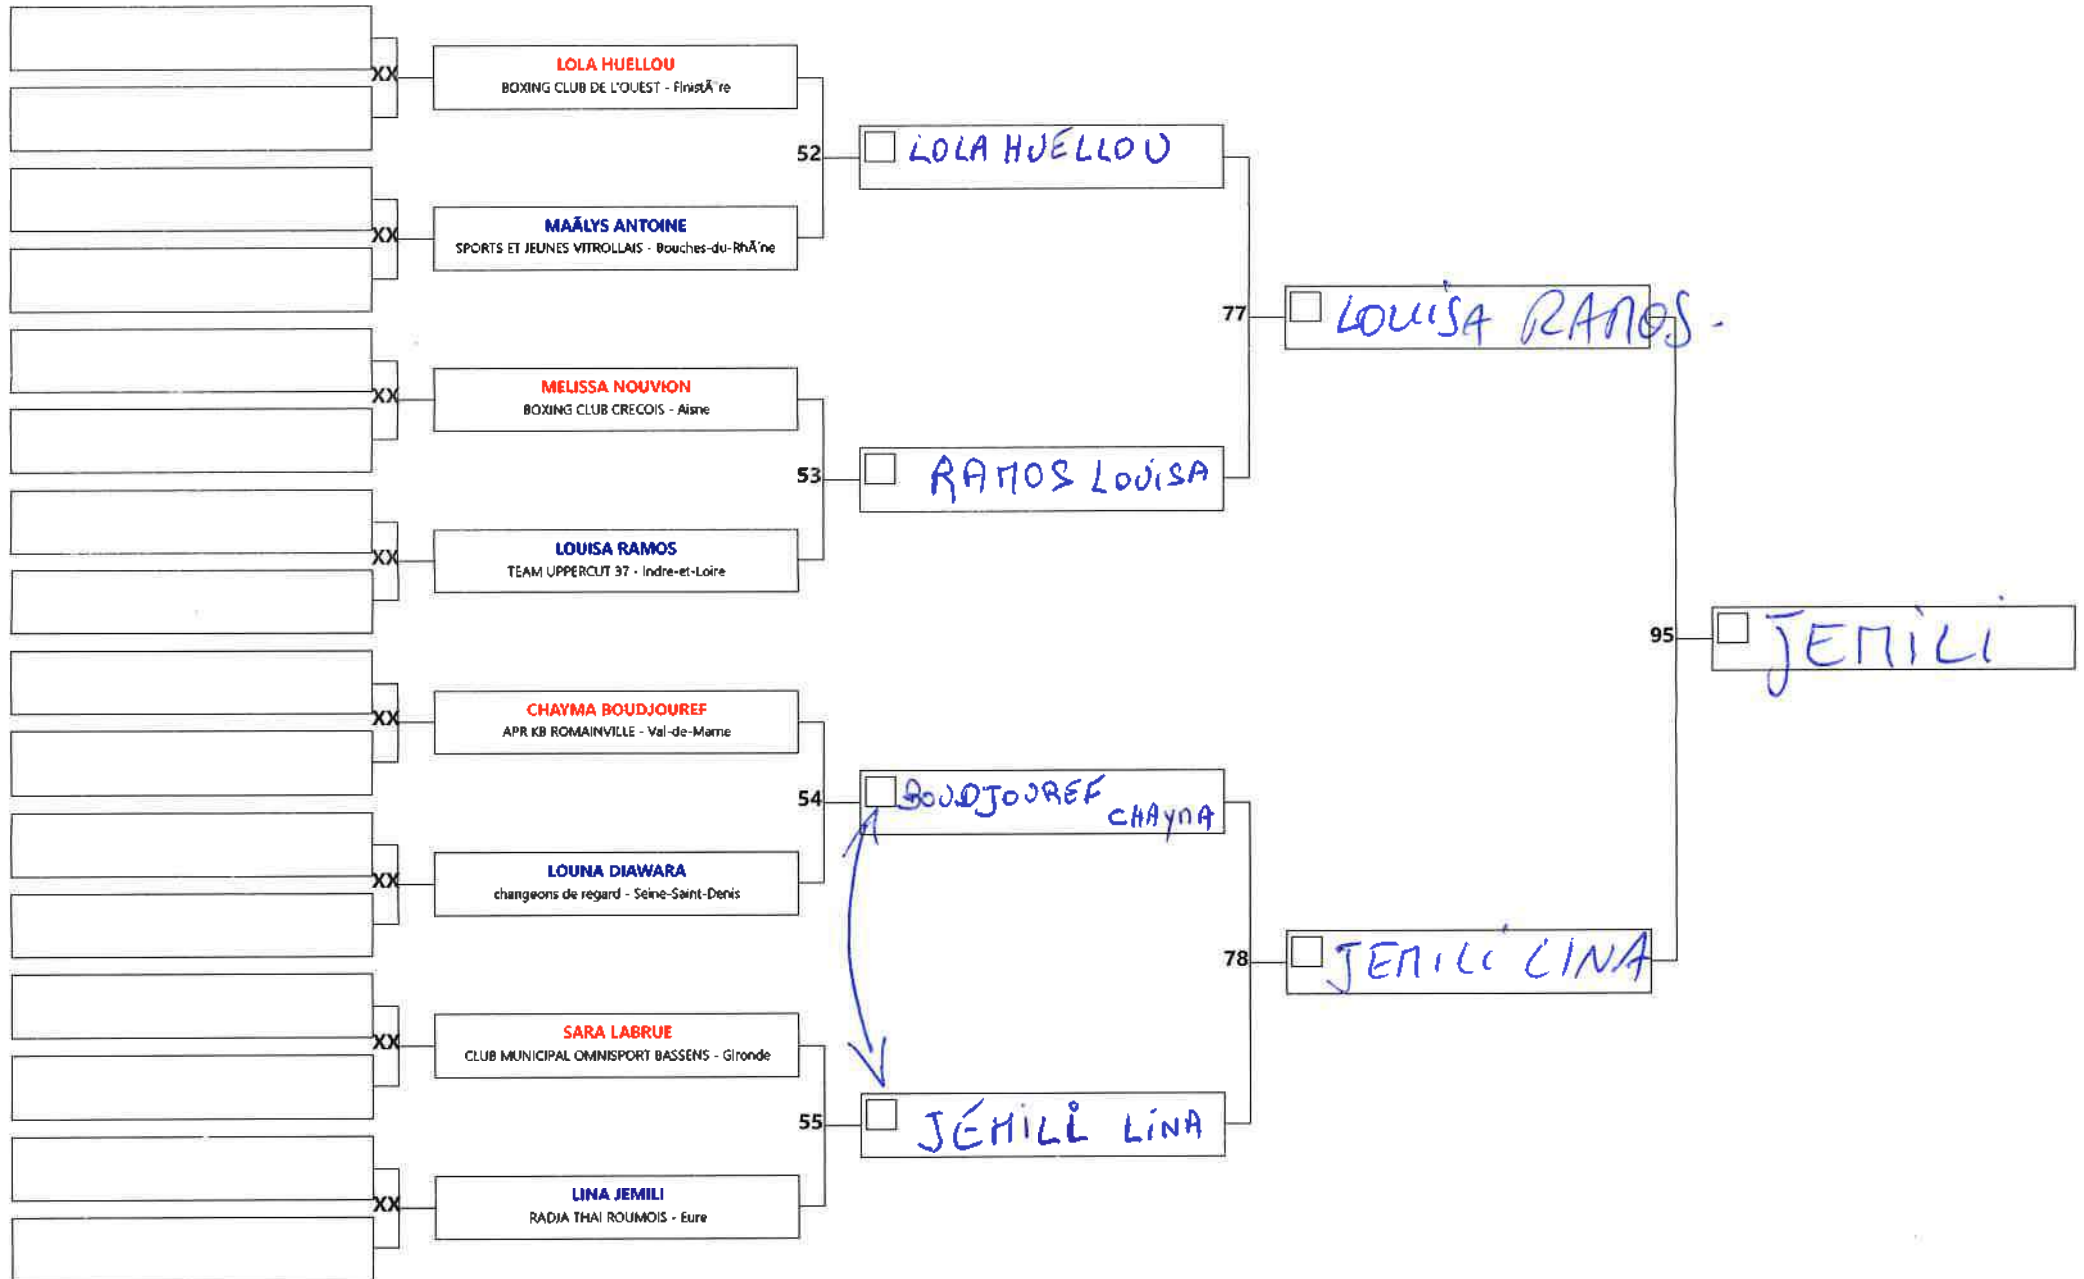 XX
LOLA HUELLOU
BOXING CLUB DE L'OUEST - FinistÃ¨re
XX
MAÃLYS ANTOINE
SPORTS ET JEUNES VITROLLAIS - Bouches-du-RhÃ´ne
52
LOLA HUELLOU
XX
MELISSA NOUVION
BOXING CLUB CRECOIS - Aisne
XX
LOUISA RAMOS
TEAM UPPERCUT 37 - Indre-et-Loire
53
RAMOS LOUISA
77
LOUISA RAMOS.
XX
CHAYMA BOUDJOUREF
APR KB ROMAINVILLE - Val-de-Marne
XX
LOUNA DIAWARA
changeons de regard - Seine-Saint-Denis
54
BOUDJOUREF
CHAYMA
XX
SARA LABRUE
CLUB MUNICIPAL OMNISPORT BASSENS - Gironde
XX
LINA JEMILI
RADJA THAI ROUMOIS - Eure
55
JÉMILI LINA
78
JEMILI LINA
95
JEMILI